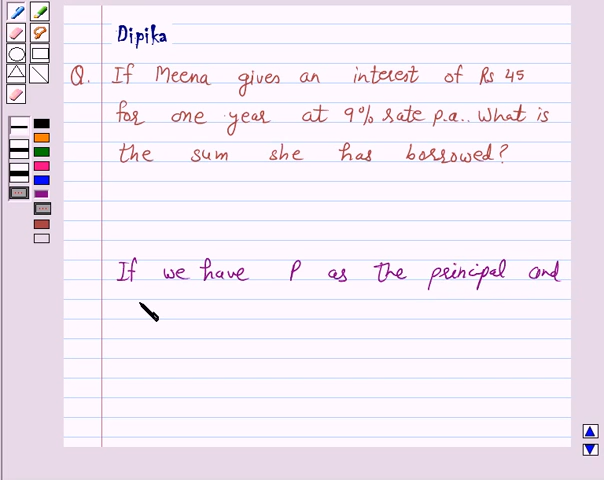 Dipika
Q. If Meena gives an interest of Rs 45
for one year at 9% rate p.a.. What is
the sum she has borrowed?
If we have P as the principal and